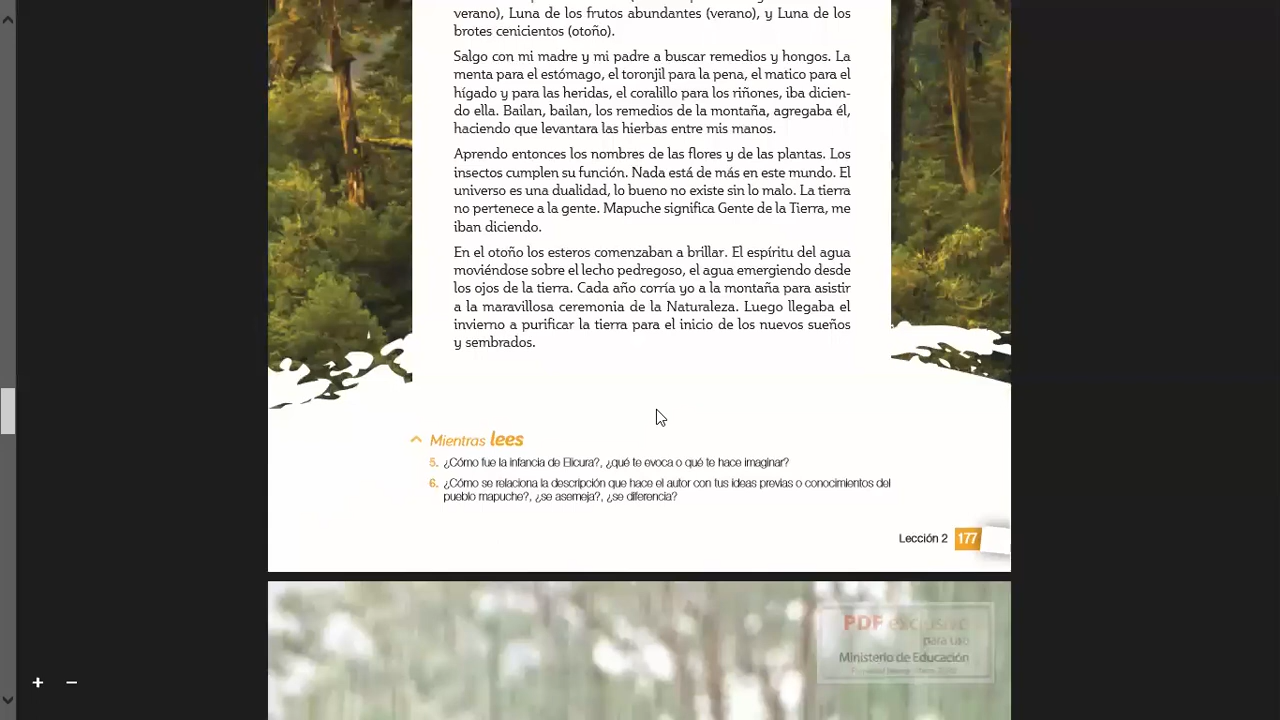 verano), Luna de los frutos abundantes (verano), y Luna de los
brotes cenicientos (otoño).
Salgo con mi madre y mi padre a buscar remedios y hongos. La
menta para el estómago, el toronjil para la pena, el matico para el
hígado y para las heridas, el coralillo para los riñones, iba dicien-
do ella. Bailan, bailan, los remedios de la montaña, agregaba él,
haciendo que levantara las hierbas entre mis manos.
Aprendo entonces los nombres de las flores y de las plantas. Los
insectos cumplen su función. Nada está de más en este mundo. El
universo es una dualidad, lo bueno no existe sin lo malo. La tierra
no pertenece a la gente. Mapuche significa Gente de la Tierra, me
iban diciendo.
En el otoño los esteros comenzaban a brillar. El espíritu del agua
moviéndose sobre el lecho pedregoso, el agua emergiendo desde
los ojos de la tierra. Cada año corría yo a la montaña para asistir
a la maravillosa ceremonia de la Naturaleza. Luego llegaba el
invierno a purificar la tierra para el inicio de los nuevos sueños
y sembrados.
Mientras lees
5. ¿Cómo fue la infancia de Elicura?, ¿qué te evoca o qué te hace imaginar?
6. ¿Cómo se relaciona la descripción que hace el autor con tus ideas previas o conocimientos del
pueblo mapuche?, ¿se asemeja?, ¿se diferencia?
Lección 2 177
PDF exclusivo
para uso
Ministerio de Educación